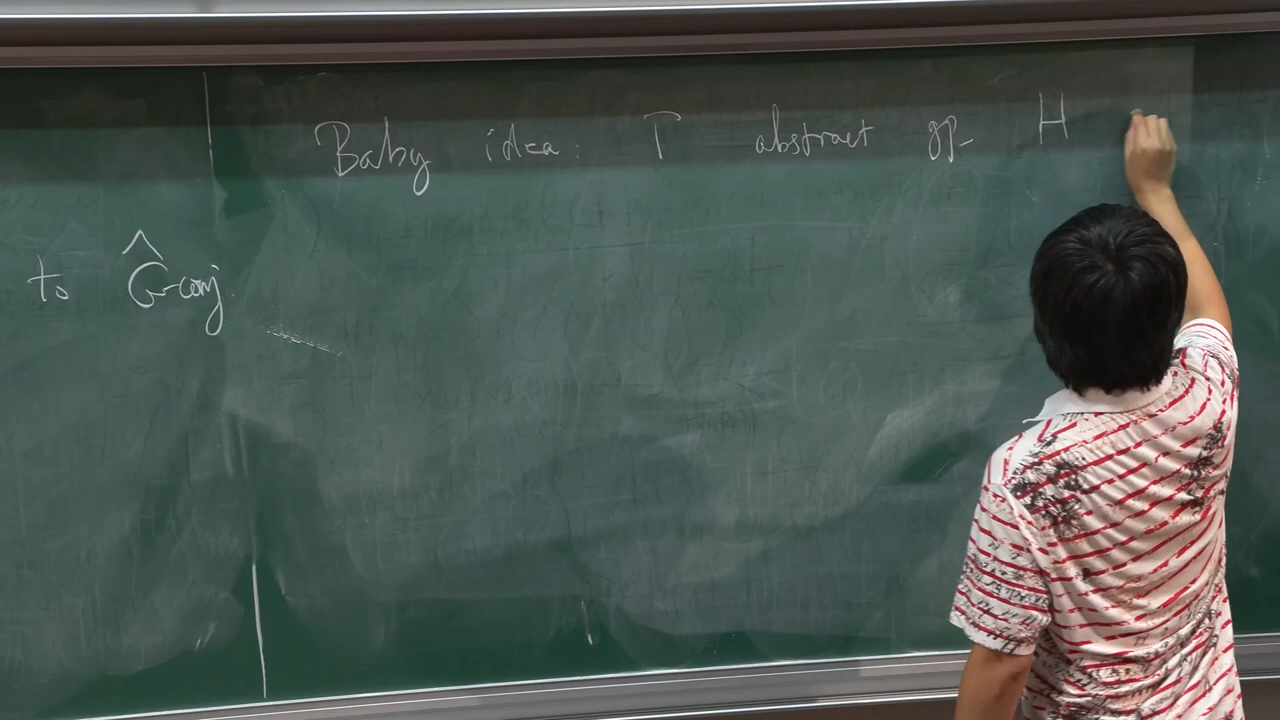 Baby idea: Γ abstract gp. H
to Ĝ-conj.